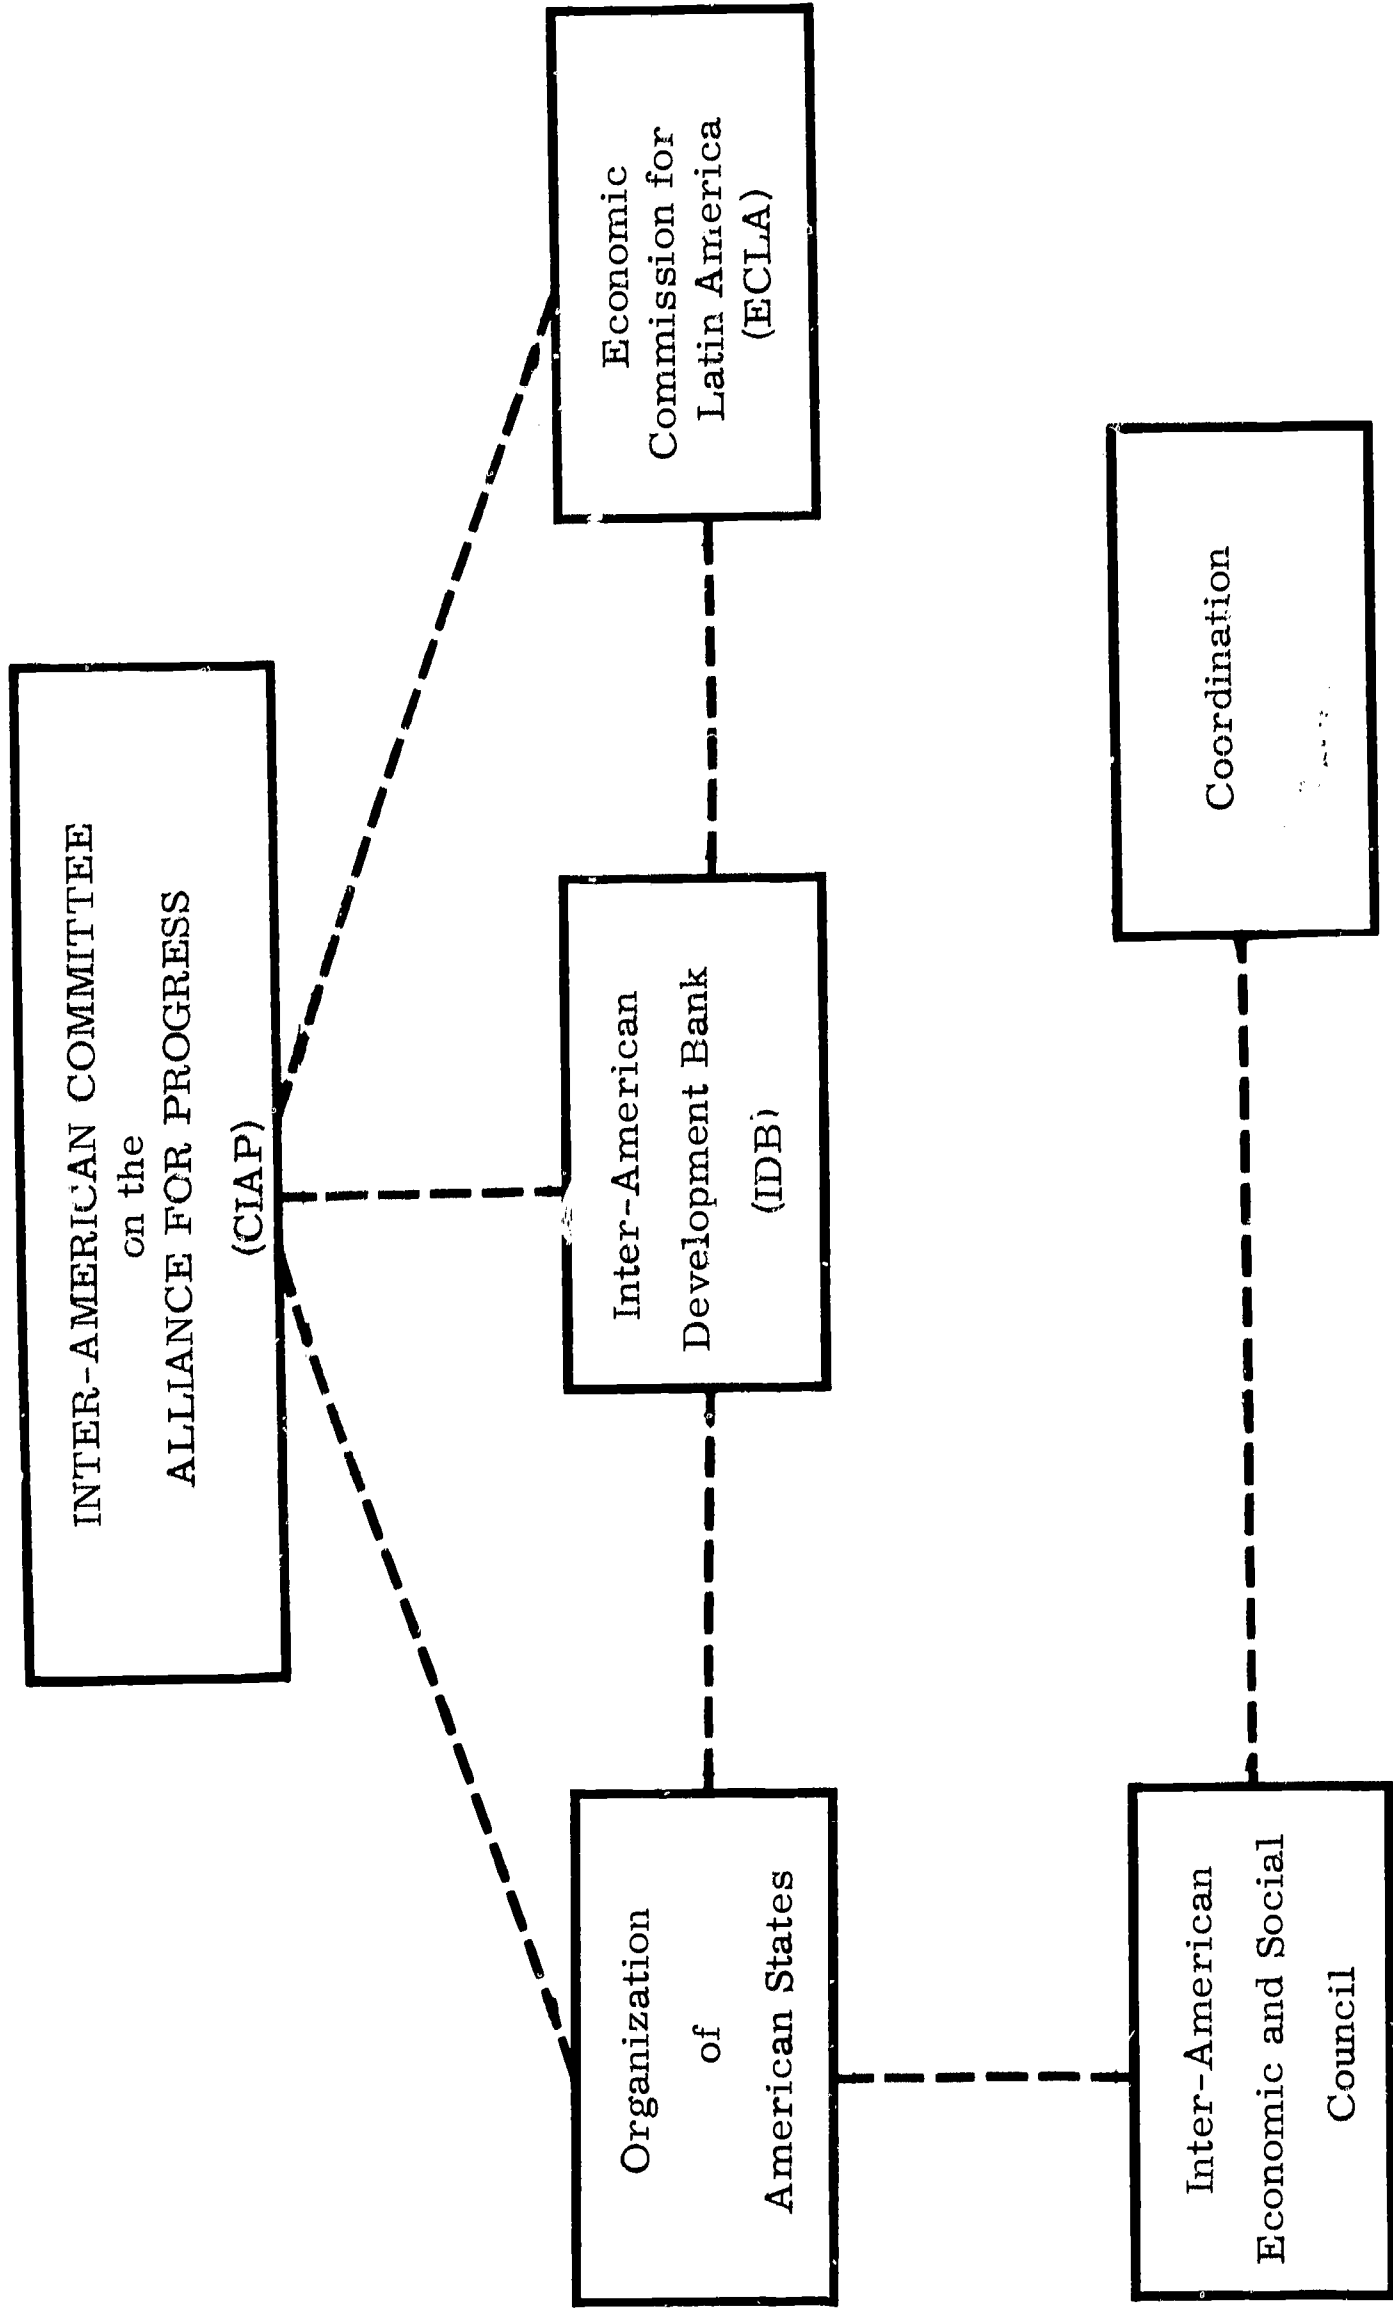 INTER-AMERICAN COMMITTEE
on the
ALLIANCE FOR PROGRESS
(CIAP)
Organization
of
American States
Inter-American
Development Bank
(IDB)
Economic
Commission for
Latin America
(ECLA)
Inter-American
Economic and Social
Council
Coordination